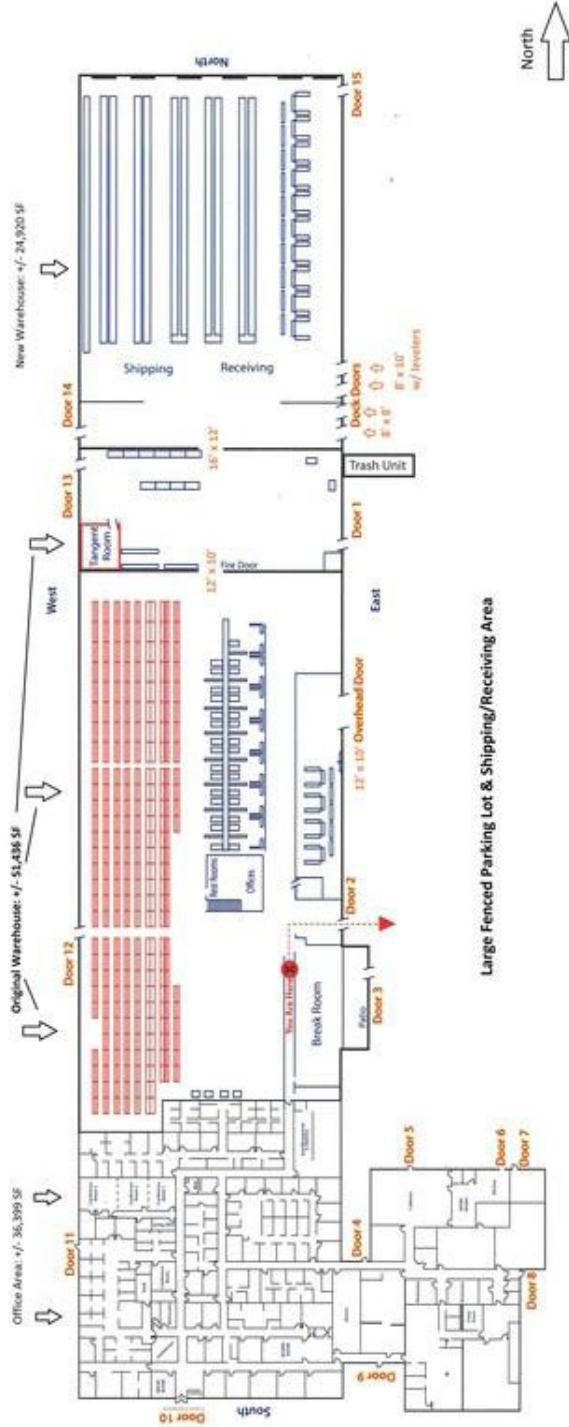 Office Area: +/- 36,399 SF
Original Warehouse: +/- 51,436 SF
New Warehouse: +/- 24,920 SF
North
West
East
South
North
Door 11
Door 12
Door 13
Door 14
Tangent
Room
Rest Rooms
Offices
12' x 10'
Fire Door
16' x 12'
Shipping
Receiving
You Are Here
Break Room
Patio
Door 3
Door 2
12' x 10' Overhead Door
Door 1
Trash Unit
Dock Doors
8' x 8'
8' x 10'
w/ levelers
Door 15
Door 10
Door 9
Door 4
Door 5
Door 6
Door 7
Door 8
Large Fenced Parking Lot & Shipping/Receiving Area